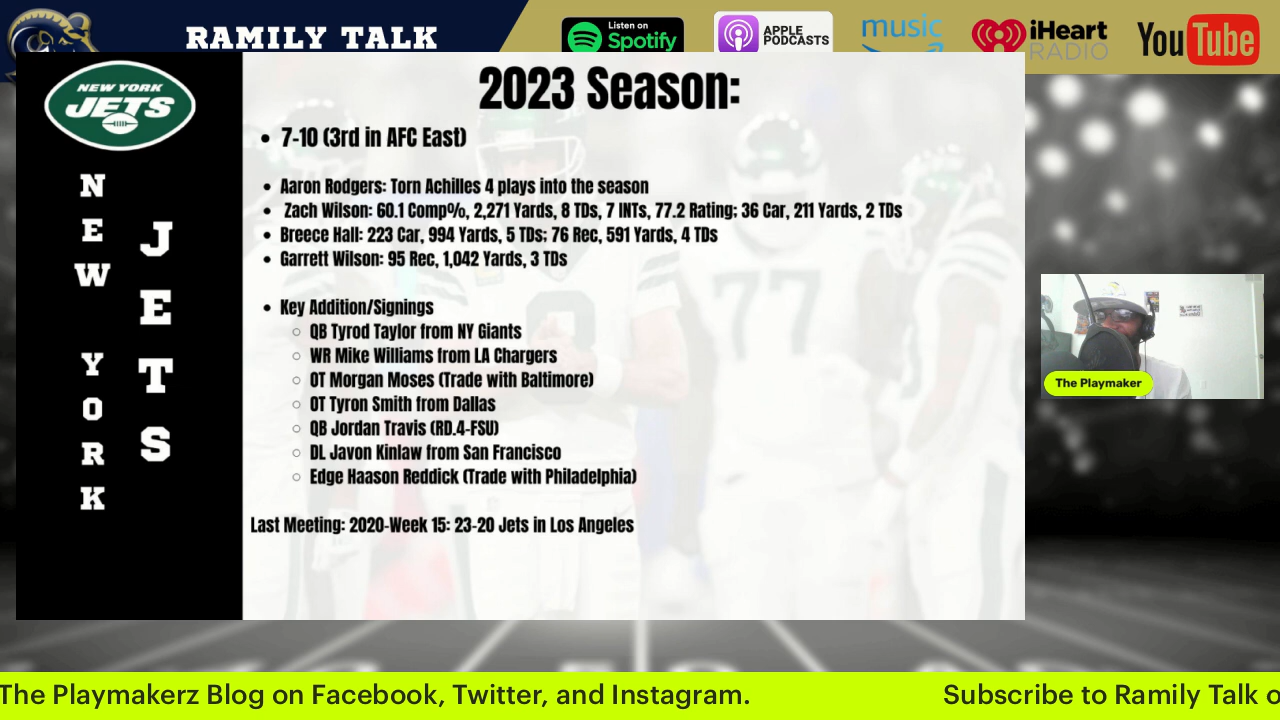 RAMILY TALK
Listen on
Spotify
APPLE
PODCASTS
music
iHeart
RADIO
YouTube
NEW YORK
JETS
NEW YORK
JETS
2023 Season:
• 7-10 (3rd in AFC East)
• Aaron Rodgers: Torn Achilles 4 plays into the season
• Zach Wilson: 60.1 Comp%, 2,271 Yards, 8 TDs, 7 INTs, 77.2 Rating; 36 Car, 211 Yards, 2 TDs
• Breece Hall: 223 Car, 994 Yards, 5 TDs; 76 Rec, 591 Yards, 4 TDs
• Garrett Wilson: 95 Rec, 1,042 Yards, 3 TDs
• Key Addition/Signings
○ QB Tyrod Taylor from NY Giants
○ WR Mike Williams from LA Chargers
○ OT Morgan Moses (Trade with Baltimore)
○ OT Tyron Smith from Dallas
○ QB Jordan Travis (RD.4-FSU)
○ DL Javon Kinlaw from San Francisco
○ Edge Haason Reddick (Trade with Philadelphia)
Last Meeting: 2020-Week 15: 23-20 Jets in Los Angeles
77
The Playmaker
The Playmakerz Blog on Facebook, Twitter, and Instagram.
Subscribe to Ramily Talk o